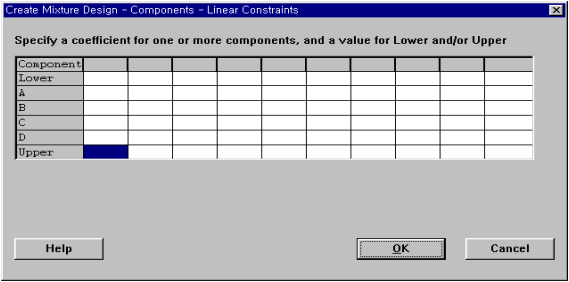 Create Mixture Design - Components - Linear Constraints
Specify a coefficient for one or more components, and a value for Lower and/or Upper
Component
Lower
A
B
C
D
Upper
Help OK Cancel